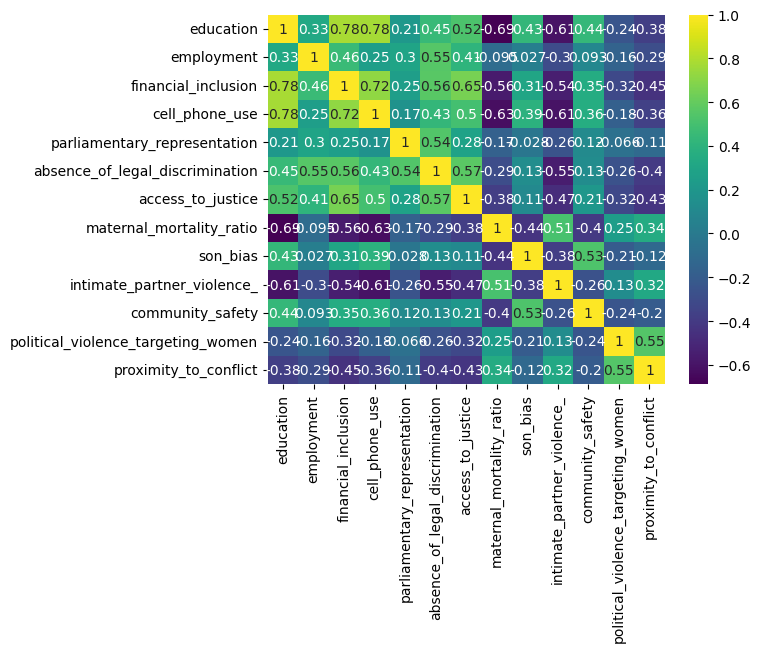 education 1 0.33 0.78 0.78 0.21 0.45 0.52 -0.69 0.43 -0.61 0.44 -0.24 -0.38
employment 0.33 1 0.46 0.25 0.3 0.55 0.41 -0.095 0.027 -0.3 0.093 -0.16 -0.29
financial_inclusion 0.78 0.46 1 0.72 0.25 0.56 0.65 -0.56 0.31 -0.54 0.35 -0.32 -0.45
cell_phone_use 0.78 0.25 0.72 1 0.17 0.43 0.5 -0.63 0.39 -0.61 0.36 -0.18 -0.36
parliamentary_representation 0.21 0.3 0.25 0.17 1 0.54 0.28 -0.17 -0.028 -0.26 0.12 -0.066 -0.11
absence_of_legal_discrimination 0.45 0.55 0.56 0.43 0.54 1 0.57 -0.29 0.13 -0.55 0.13 -0.26 -0.4
access_to_justice 0.52 0.41 0.65 0.5 0.28 0.57 1 -0.38 0.11 -0.47 0.21 -0.32 -0.43
maternal_mortality_ratio -0.69 -0.095 -0.56 -0.63 -0.17 -0.29 -0.38 1 -0.44 0.51 -0.4 0.25 0.34
son_bias 0.43 0.027 0.31 0.39 -0.028 0.13 0.11 -0.44 1 -0.38 0.53 -0.21 -0.12
intimate_partner_violence_ -0.61 -0.3 -0.54 -0.61 -0.26 -0.55 -0.47 0.51 -0.38 1 -0.26 0.13 0.32
community_safety 0.44 0.093 0.35 0.36 0.12 0.13 0.21 -0.4 0.53 -0.26 1 -0.24 -0.2
political_violence_targeting_women -0.24 -0.16 -0.32 -0.18 -0.066 -0.26 -0.32 0.25 -0.21 0.13 -0.24 1 0.55
proximity_to_conflict -0.38 -0.29 -0.45 -0.36 -0.11 -0.4 -0.43 0.34 -0.12 0.32 -0.2 0.55 1
education
employment
financial_inclusion
cell_phone_use
parliamentary_representation
absence_of_legal_discrimination
access_to_justice
maternal_mortality_ratio
son_bias
intimate_partner_violence_
community_safety
political_violence_targeting_women
proximity_to_conflict
1.0
0.8
0.6
0.4
0.2
0.0
−0.2
−0.4
−0.6